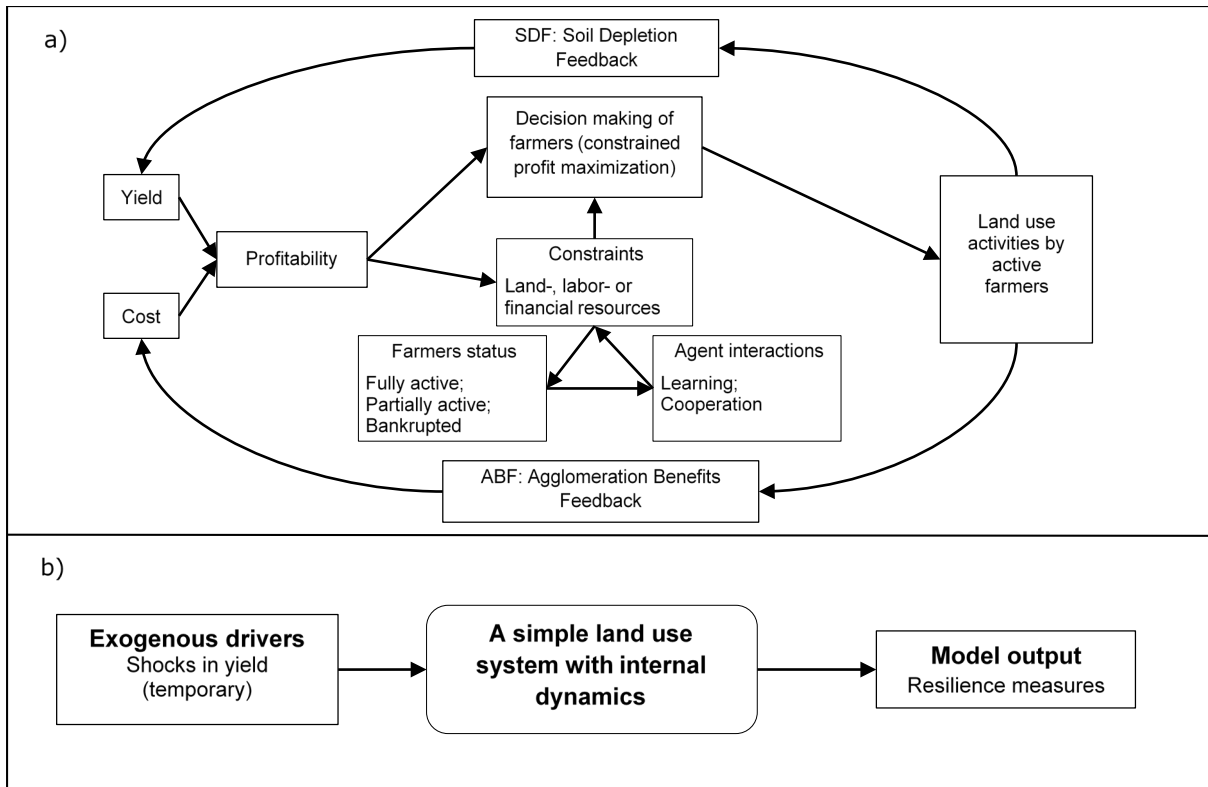 a)
SDF: Soil Depletion
Feedback
Decision making of
farmers (constrained
profit maximization)
Yield
Land use
activities by
active
farmers
Profitability
Constraints
Land-, labor- or
financial resources
Cost
Farmers status
Fully active;
Partially active;
Bankrupted
Agent interactions
Learning;
Cooperation
ABF: Agglomeration Benefits
Feedback
b)
Exogenous drivers
Shocks in yield
(temporary)
A simple land use
system with internal
dynamics
Model output
Resilience measures